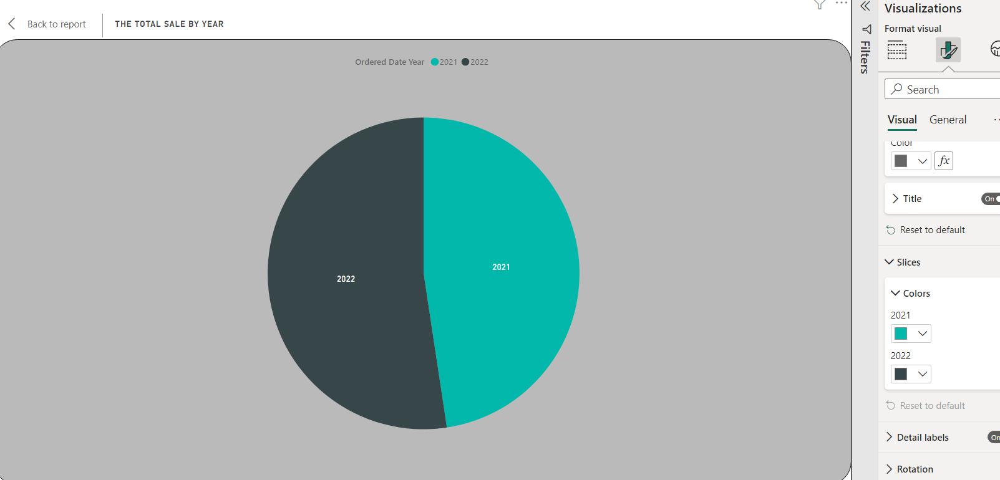 Back to report
THE TOTAL SALE BY YEAR
Ordered Date Year 2021 2022
2022
2021
Filters
Visualizations
Format visual
Search
Visual General
Color
fx
Title On
Reset to default
Slices
Colors
2021
2022
Reset to default
Detail labels On
Rotation